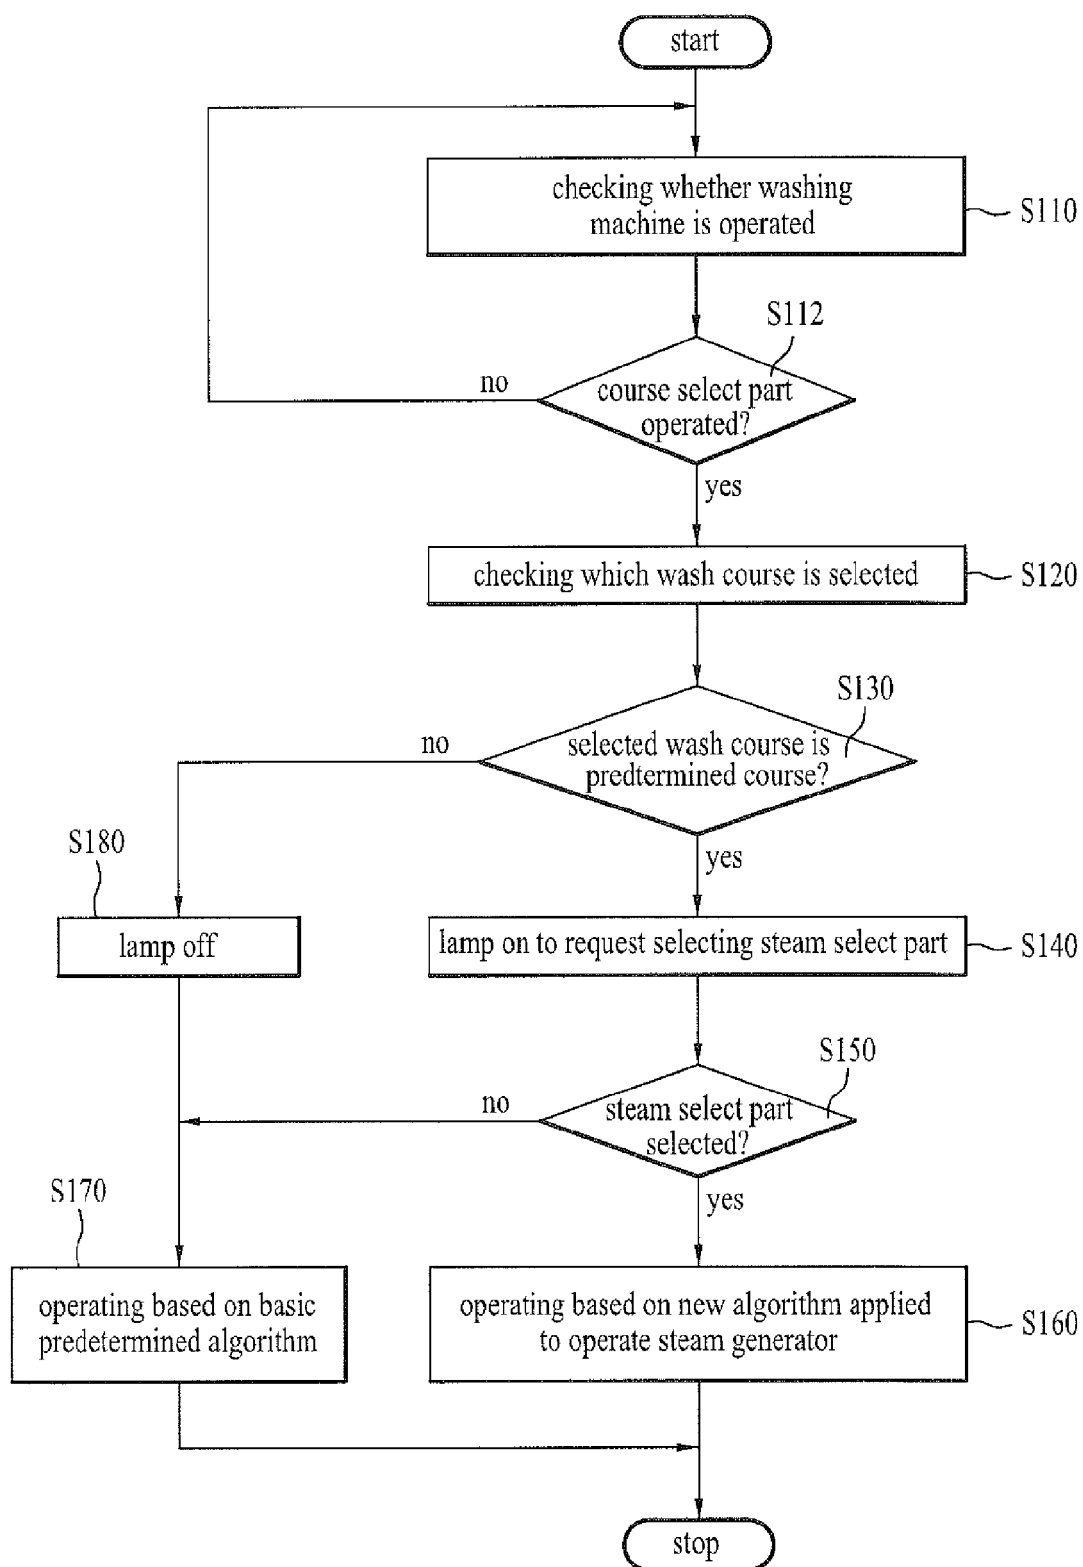 start
checking whether washing
machine is operated
S110
S112
course select part
operated?
no
yes
checking which wash course is selected
S120
S130
selected wash course is
predtermined course?
no
yes
S180
lamp off
lamp on to request selecting steam select part
S140
S150
steam select part
selected?
no
yes
S170
operating based on basic
predetermined algorithm
operating based on new algorithm applied
to operate steam generator
S160
stop